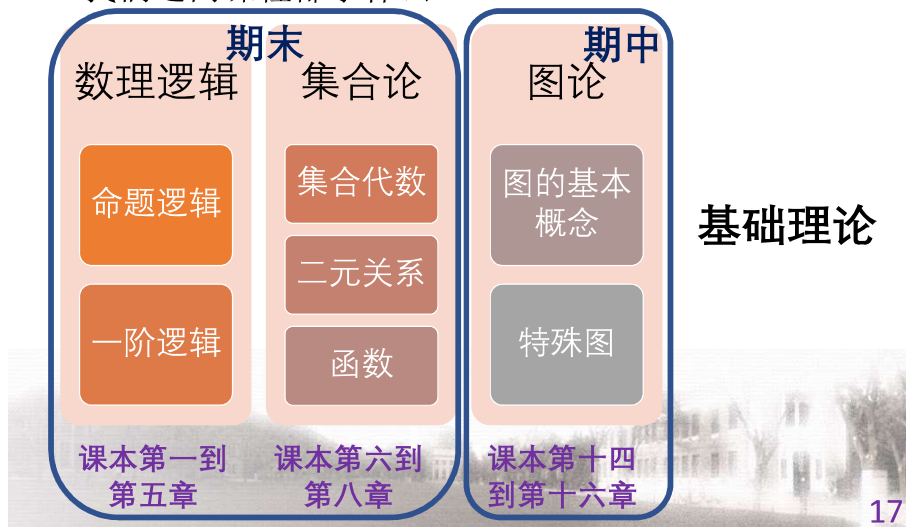 期末
期中
数理逻辑
集合论
图论
命题逻辑
一阶逻辑
集合代数
二元关系
函数
图的基本
概念
特殊图
基础理论
课本第一到
第五章
课本第六到
第八章
课本第十四
到第十六章
17